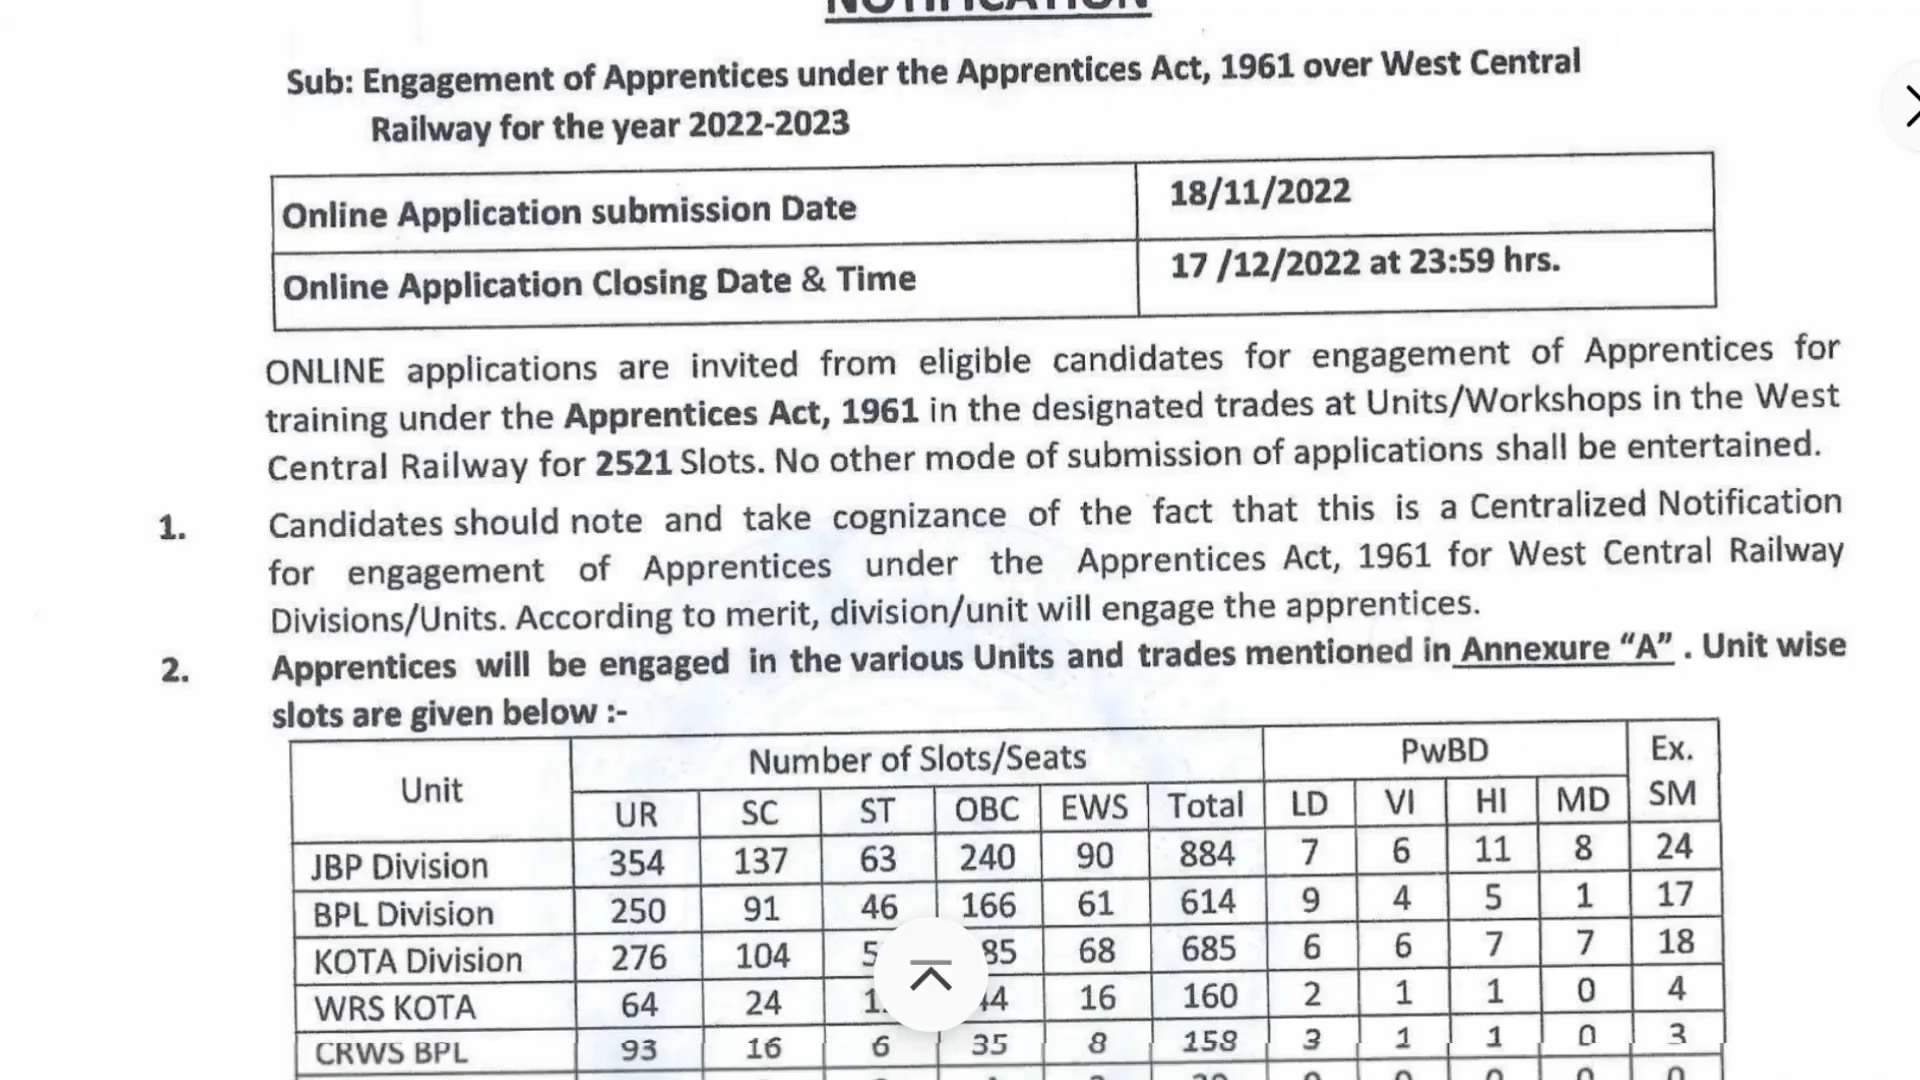 NOTIFICATION
Sub: Engagement of Apprentices under the Apprentices Act, 1961 over West Central
Railway for the year 2022-2023
Online Application submission Date 18/11/2022
Online Application Closing Date & Time 17 /12/2022 at 23:59 hrs.
ONLINE applications are invited from eligible candidates for engagement of Apprentices for
training under the Apprentices Act, 1961 in the designated trades at Units/Workshops in the West
Central Railway for 2521 Slots. No other mode of submission of applications shall be entertained.
1. Candidates should note and take cognizance of the fact that this is a Centralized Notification
for engagement of Apprentices under the Apprentices Act, 1961 for West Central Railway
Divisions/Units. According to merit, division/unit will engage the apprentices.
2. Apprentices will be engaged in the various Units and trades mentioned in Annexure “A” . Unit wise
slots are given below :-
Unit Number of Slots/Seats PwBD Ex. SM
UR SC ST OBC EWS Total LD VI HI MD
JBP Division 354 137 63 240 90 884 7 6 11 8 24
BPL Division 250 91 46 166 61 614 9 4 5 1 17
KOTA Division 276 104 68 685 6 6 7 7 18
WRS KOTA 64 24 16 160 2 1 1 0 4
CRWS BPL 93 16 6 35 8 158 3 1 1 0 3